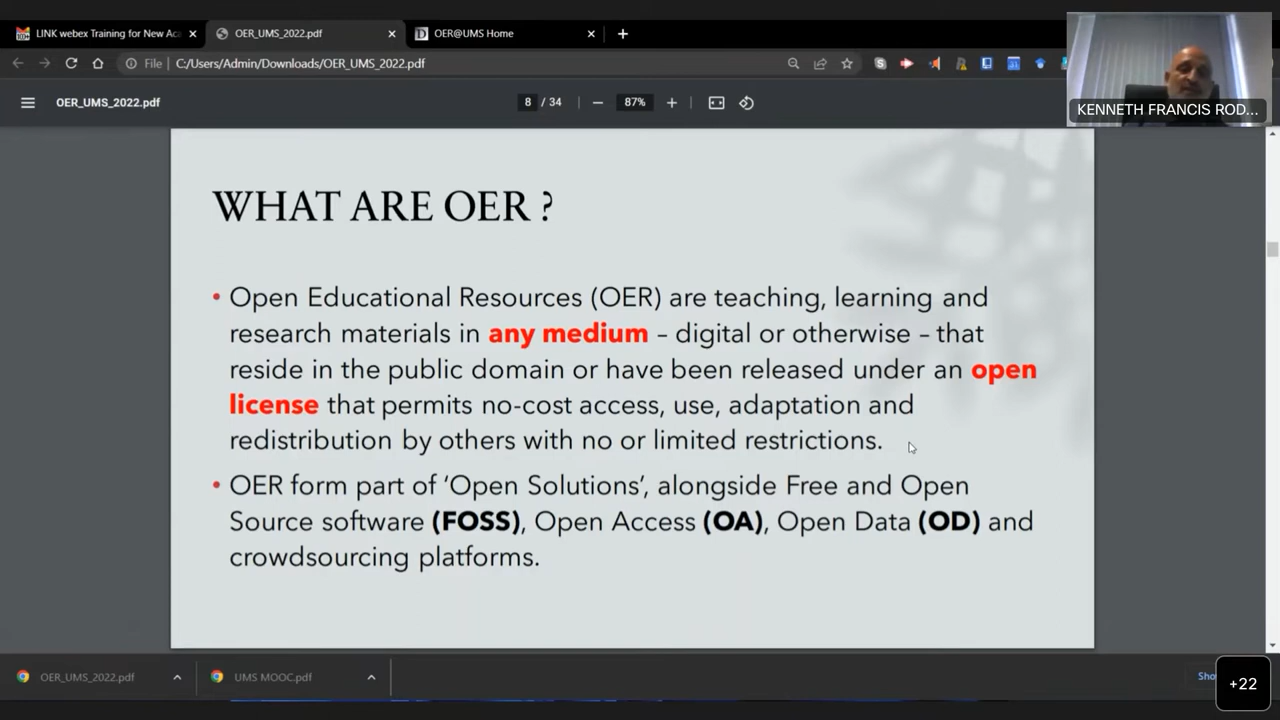 LINK webex Training for New Aca
OER_UMS_2022.pdf
OER@UMS Home
File
C:/Users/Admin/Downloads/OER_UMS_2022.pdf
OER_UMS_2022.pdf
8 / 34
87%
KENNETH FRANCIS ROD...
WHAT ARE OER ?
• Open Educational Resources (OER) are teaching, learning and
research materials in any medium – digital or otherwise – that
reside in the public domain or have been released under an open
license that permits no-cost access, use, adaptation and
redistribution by others with no or limited restrictions.
• OER form part of ‘Open Solutions’, alongside Free and Open
Source software (FOSS), Open Access (OA), Open Data (OD) and
crowdsourcing platforms.
OER_UMS_2022.pdf
UMS MOOC.pdf
Sho
+22